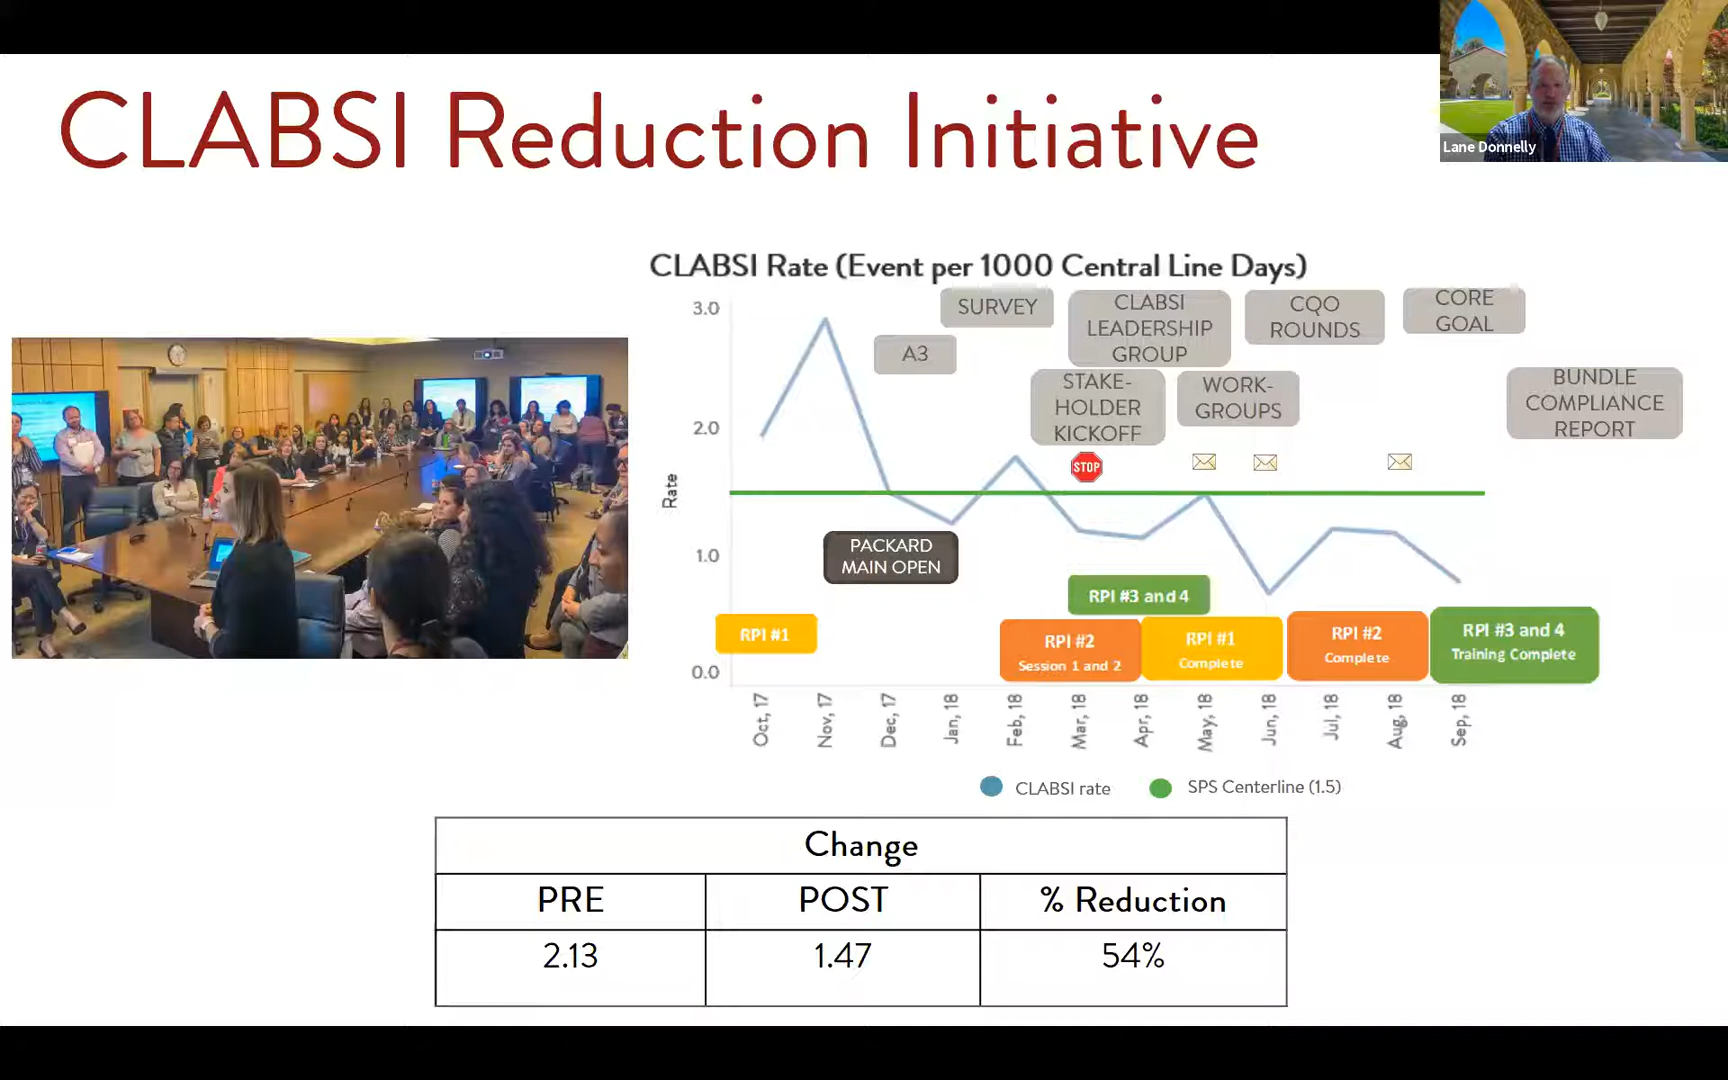 CLABSI Reduction Initiative
Lane Donnelly
CLABSI Rate (Event per 1000 Central Line Days)
3.0
2.0
1.0
0.0
Rate
SURVEY
A3
CLABSI
LEADERSHIP
GROUP
STAKE-
HOLDER
KICKOFF
STOP
CQO
ROUNDS
WORK-
GROUPS
CORE
GOAL
BUNDLE
COMPLIANCE
REPORT
PACKARD
MAIN OPEN
RPI #1
RPI #3 and 4
RPI #2
Session 1 and 2
RPI #1
Complete
RPI #2
Complete
RPI #3 and 4
Training Complete
Oct, 17
Nov, 17
Dec, 17
Jan, 18
Feb, 18
Mar, 18
Apr, 18
May, 18
Jun, 18
Jul, 18
Aug, 18
Sep, 18
CLABSI rate
SPS Centerline (1.5)
Change
PRE
POST
% Reduction
2.13
1.47
54%